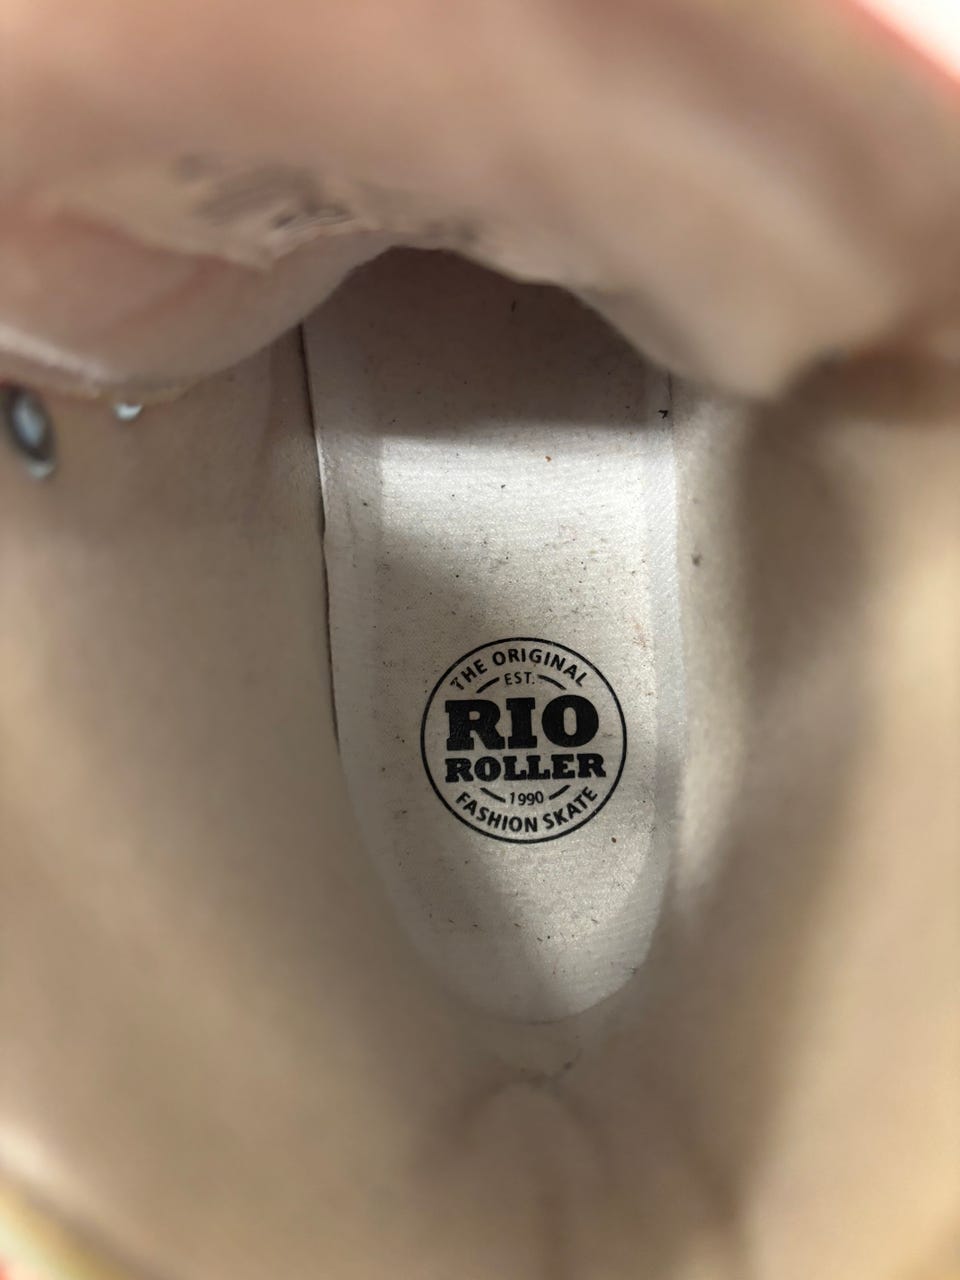 THE ORIGINAL
EST.
RIO
ROLLER
1990
FASHION SKATE